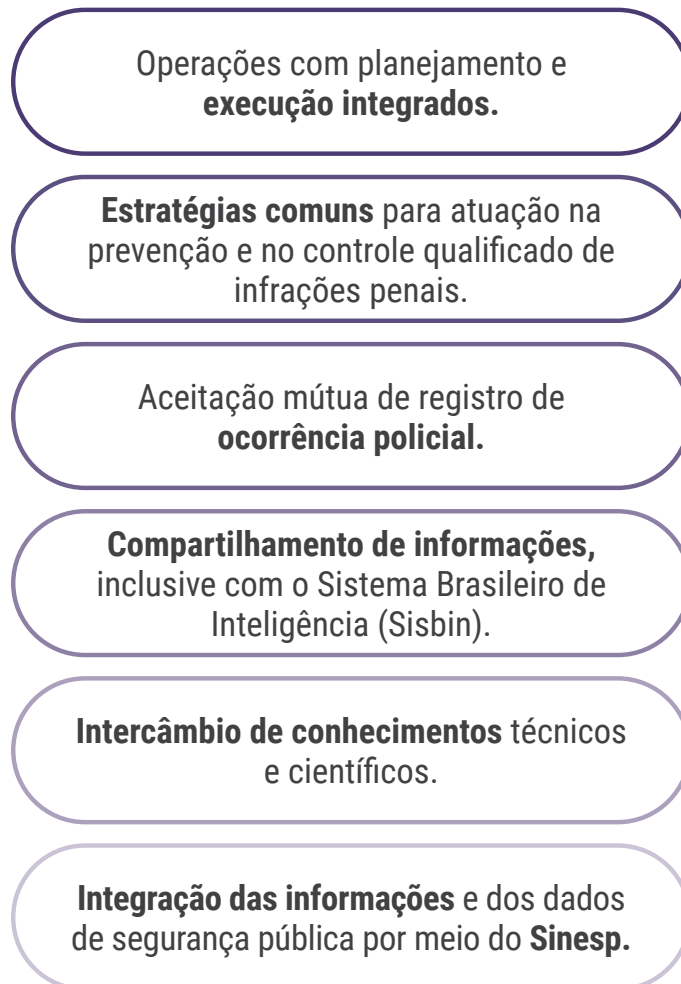 Operações com planejamento e
execução integrados.
Estratégias comuns para atuação na
prevenção e no controle qualificado de
infrações penais.
Aceitação mútua de registro de
ocorrência policial.
Compartilhamento de informações,
inclusive com o Sistema Brasileiro de
Inteligência (Sisbin).
Intercâmbio de conhecimentos técnicos
e científicos.
Integração das informações e dos dados
de segurança pública por meio do Sinesp.